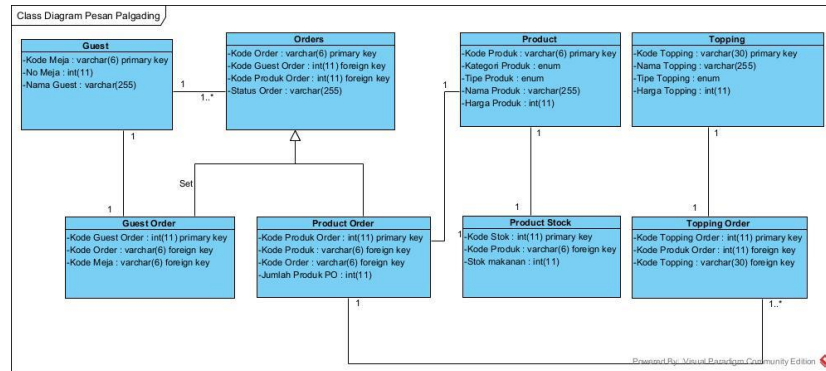 Class Diagram Pesan Palgading
Guest
-Kode Meja : varchar(6) primary key
-No Meja : int(11)
-Nama Guest : varchar(255)
Orders
-Kode Order : varchar(6) primary key
-Kode Guest Order : int(11) foreign key
-Kode Produk Order : int(11) foreign key
-Status Order : varchar(255)
Product
-Kode Produk : varchar(6) primary key
-Kategori Produk : enum
-Tipe Produk : enum
-Nama Produk : varchar(255)
-Harga Produk : int(11)
Topping
-Kode Topping : varchar(30) primary key
-Nama Topping : varchar(255)
-Tipe Topping : enum
-Harga Topping : int(11)
1
1..*
1
1
1
1
Set
1
1
1
1
Guest Order
-Kode Guest Order : int(11) primary key
-Kode Order : varchar(6) foreign key
-Kode Meja : varchar(6) foreign key
Product Order
-Kode Produk Order : int(11) primary key
-Kode Produk : varchar(6) foreign key
-Kode Order : varchar(6) foreign key
-Jumlah Produk PO : int(11)
Product Stock
-Kode Stok : int(11) primary key
-Kode Produk : varchar(6) foreign key
-Stok makanan : int(11)
Topping Order
-Kode Topping Order : int(11) primary key
-Kode Produk Order : int(11) foreign key
-Kode Topping : varchar(30) foreign key
1
1..*
Powered By: Visual Paradigm Community Edition